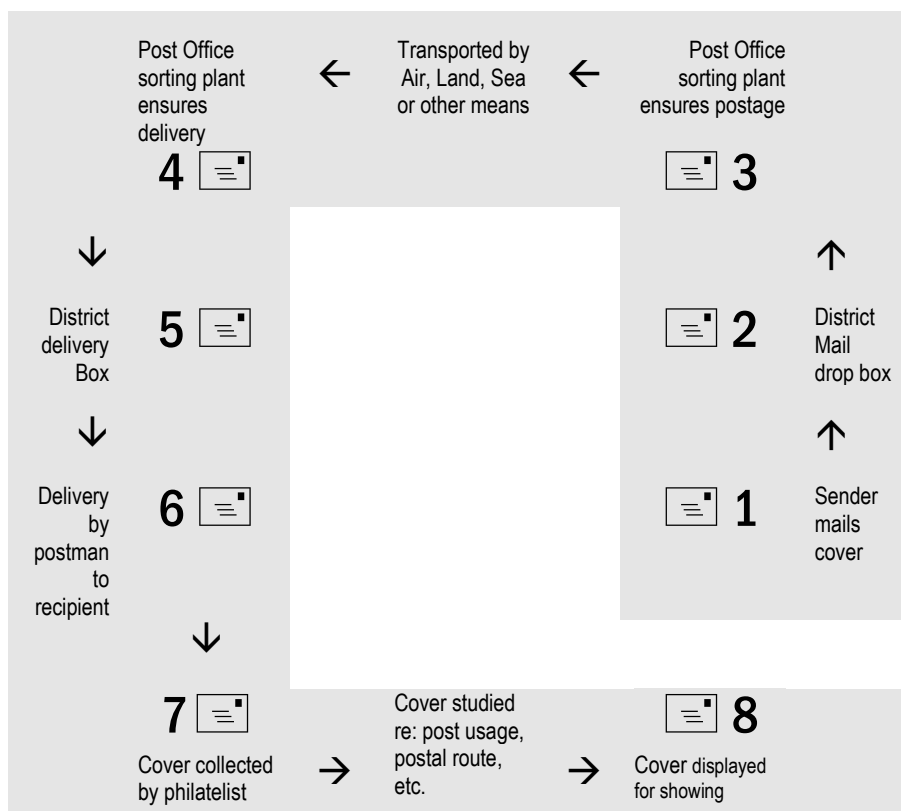 Post Office
sorting plant
ensures
delivery
←
Transported by
Air, Land, Sea
or other means
←
Post Office
sorting plant
ensures postage
4
3
↓
↑
District
delivery
Box
5
2
District
Mail
drop box
↓
↑
Delivery
by
postman
to
recipient
6
1
Sender
mails
cover
↓
7
Cover collected
by philatelist
→
Cover studied
re: post usage,
postal route,
etc.
→
8
Cover displayed
for showing